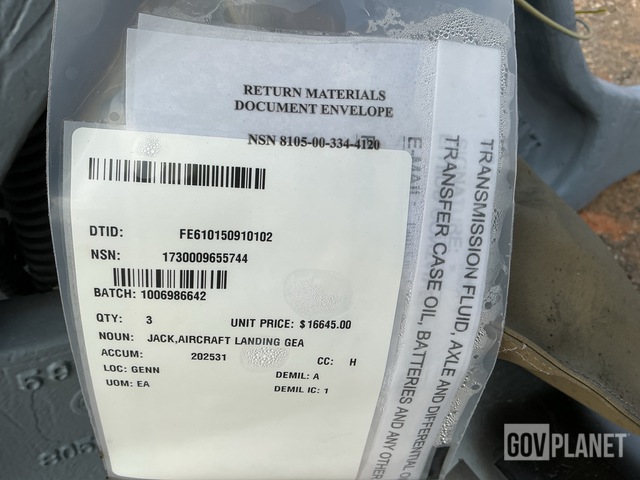 RETURN MATERIALS
DOCUMENT ENVELOPE
NSN 8105-00-334-4120
DTID: FE610150910102
NSN: 1730009655744
BATCH: 1006986642
QTY: 3 UNIT PRICE: $16645.00
NOUN: JACK,AIRCRAFT LANDING GEA
ACCUM: 202531 CC: H
LOC: GENN DEMIL: A
UOM: EA DEMIL IC: 1
TRANSMISSION FLUID, AXLE AND DIFFERENTIAL
TRANSFER CASE OIL, BATTERIES AND ANY OTHER
GOVPLANET